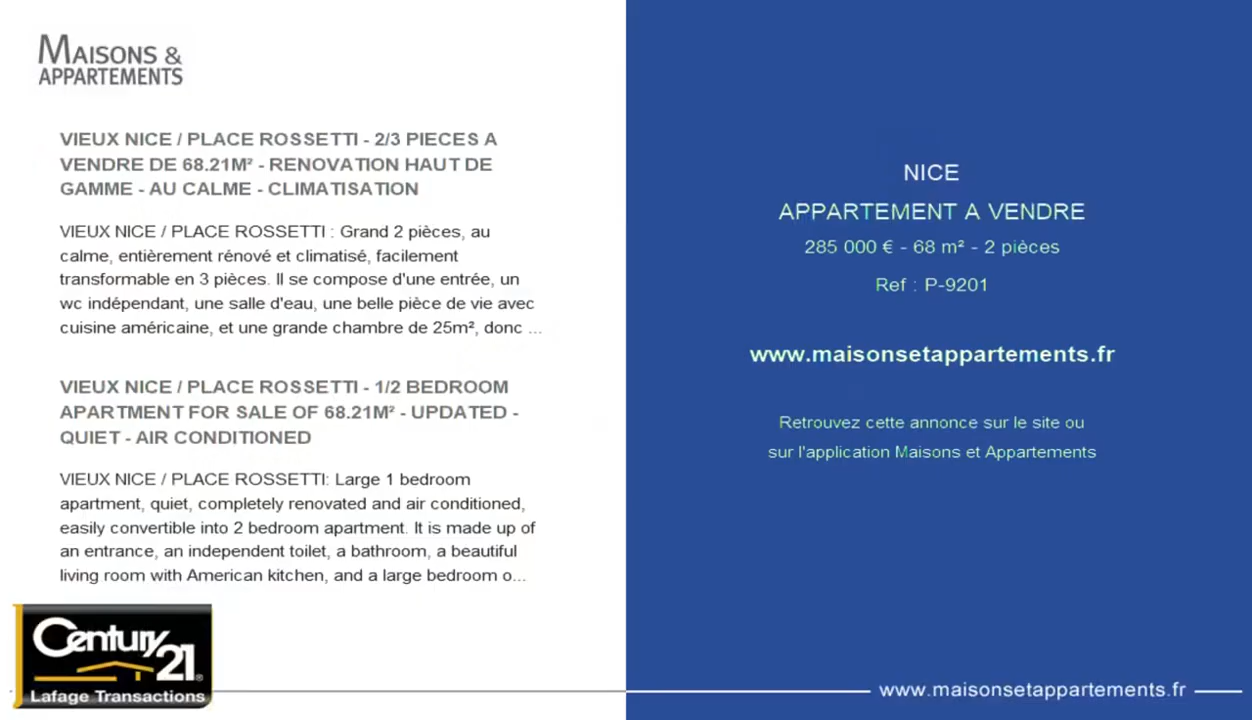 MAISONS &
APPARTEMENTS
VIEUX NICE / PLACE ROSSETTI - 2/3 PIECES A
VENDRE DE 68.21M² - RENOVATION HAUT DE
GAMME - AU CALME - CLIMATISATION
VIEUX NICE / PLACE ROSSETTI : Grand 2 pièces, au
calme, entièrement rénové et climatisé, facilement
transformable en 3 pièces. Il se compose d'une entrée, un
wc indépendant, une salle d'eau, une belle pièce de vie avec
cuisine américaine, et une grande chambre de 25m², donc ...
VIEUX NICE / PLACE ROSSETTI - 1/2 BEDROOM
APARTMENT FOR SALE OF 68.21M² - UPDATED -
QUIET - AIR CONDITIONED
VIEUX NICE / PLACE ROSSETTI: Large 1 bedroom
apartment, quiet, completely renovated and air conditioned,
easily convertible into 2 bedroom apartment. It is made up of
an entrance, an independent toilet, a bathroom, a beautiful
living room with American kitchen, and a large bedroom o...
Century
21®
Lafage Transactions
NICE
APPARTEMENT A VENDRE
285 000 € - 68 m² - 2 pièces
Ref : P-9201
www.maisonsetappartements.fr
Retrouvez cette annonce sur le site ou
sur l'application Maisons et Appartements
www.maisonsetappartements.fr